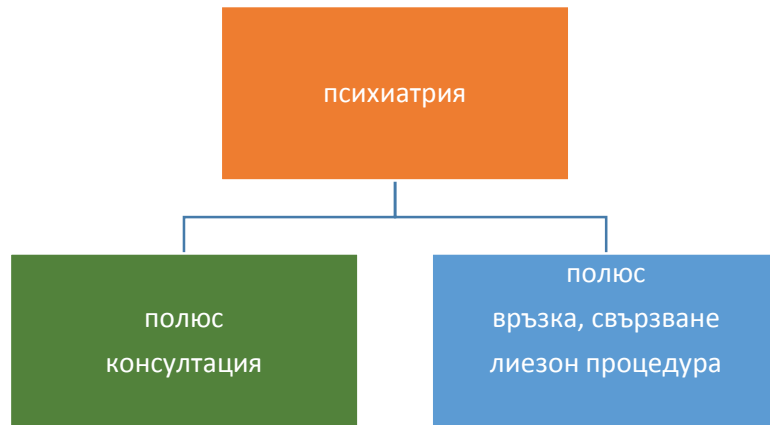 психиатрия
полюс
консултация
полюс
връзка, свързване
лиезон процедура